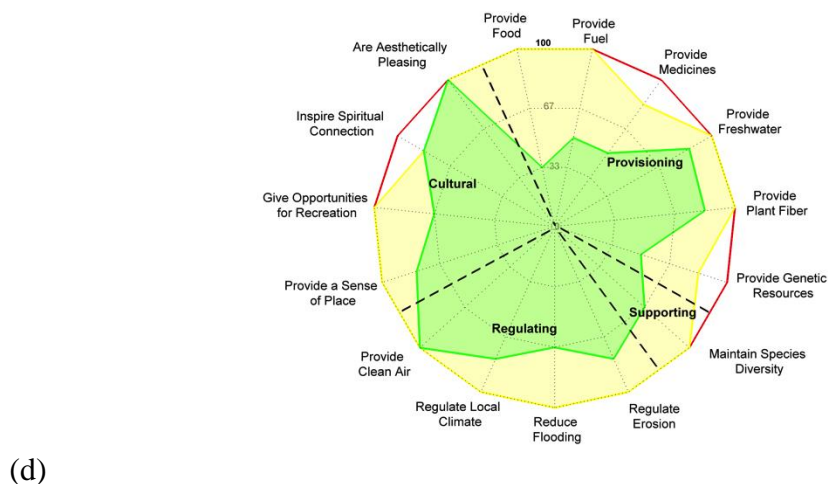 Provide
Food
Provide
Fuel
Provide
Medicines
Provide
Freshwater
Provide
Plant Fiber
Provide Genetic
Resources
Maintain Species
Diversity
Regulate
Erosion
Reduce
Flooding
Regulate Local
Climate
Provide
Clean Air
Provide a Sense
of Place
Give Opportunities
for Recreation
Inspire Spiritual
Connection
Are Aesthetically
Pleasing
100
67
33
0
Provisioning
Cultural
Regulating
Supporting
(d)